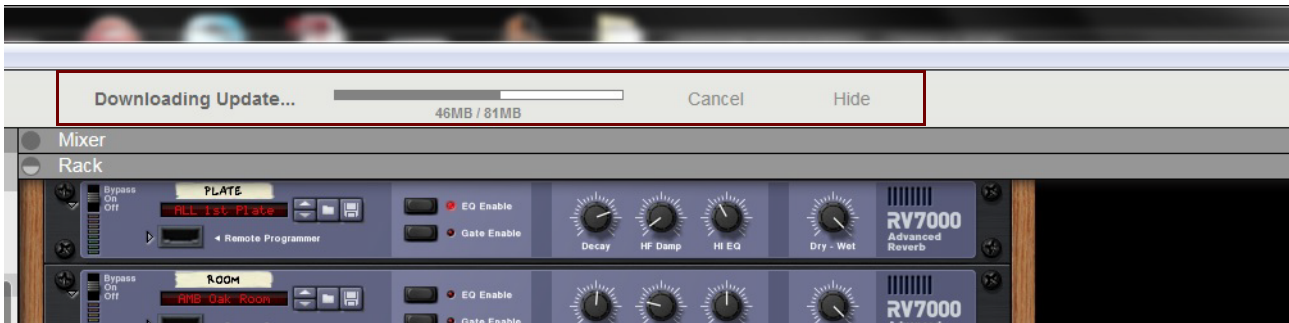 Downloading Update... Cancel Hide
46MB / 81MB
Mixer
Rack
Bypass
On
Off
PLATE
ALL 1st Plate
Remote Programmer
EQ Enable
Gate Enable
Decay HF Damp HI EQ Dry - Wet
RV7000
Advanced
Reverb
Bypass
On
Off
ROOM
AMB Oak Room
EQ Enable
Gate Enable
RV7000